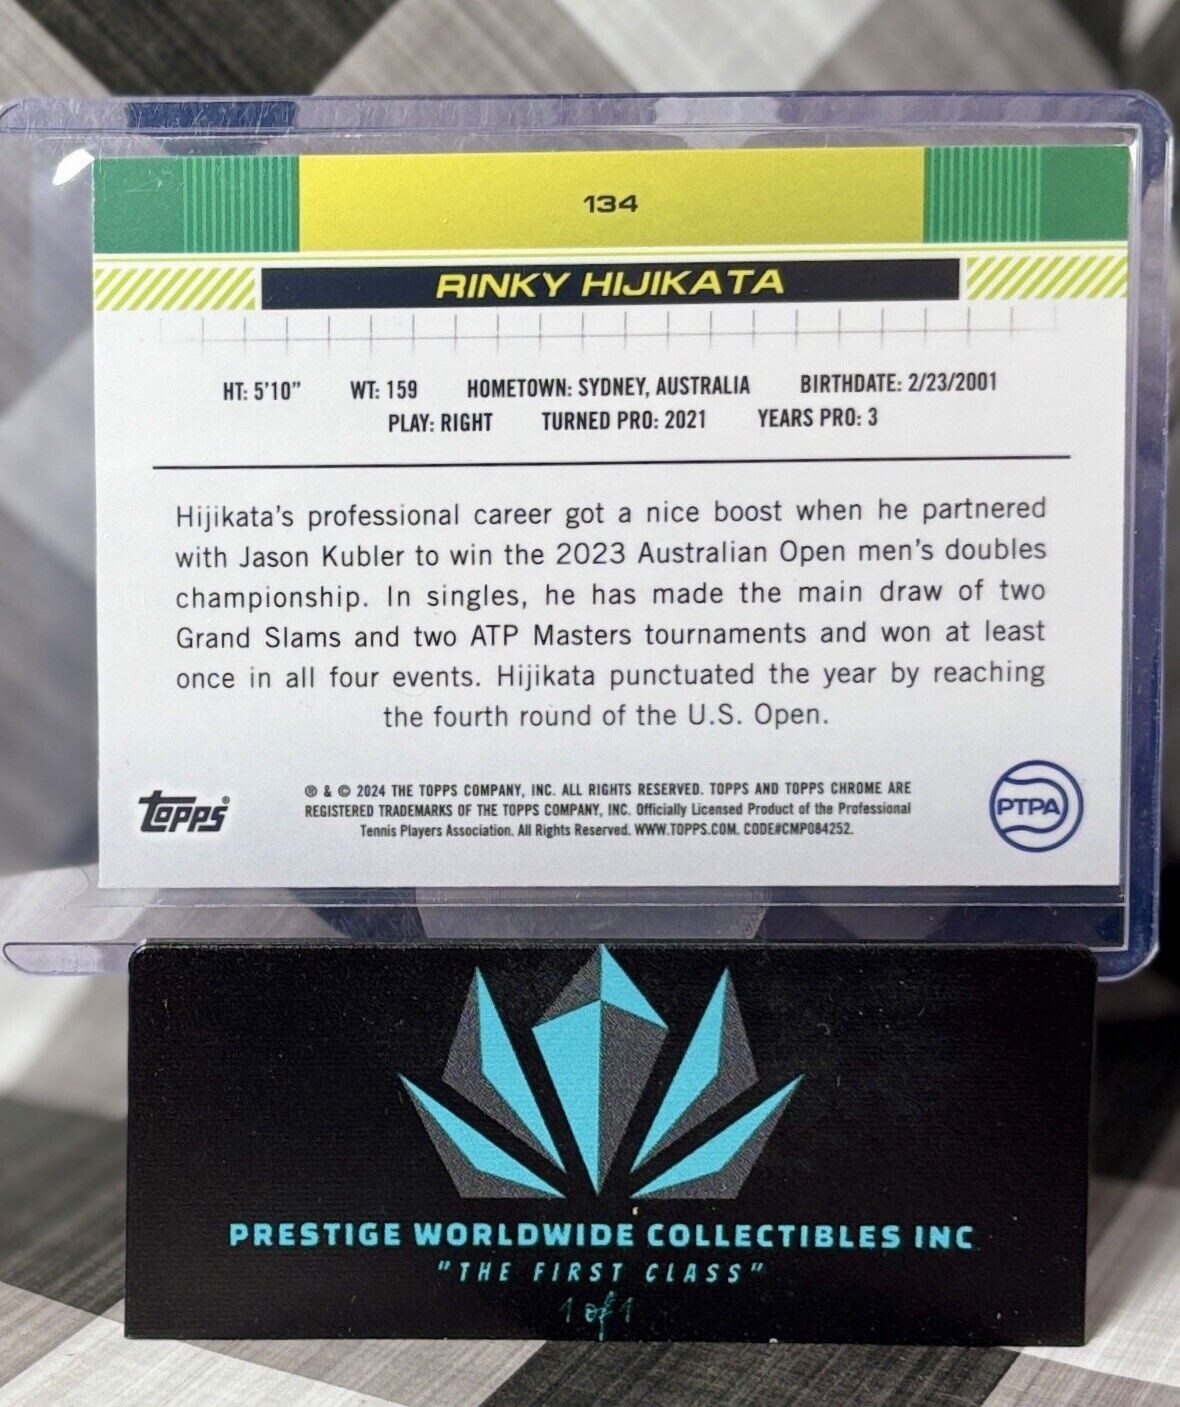 134
RINKY HIJIKATA
HT: 5'10" WT: 159 HOMETOWN: SYDNEY, AUSTRALIA BIRTHDATE: 2/23/2001
PLAY: RIGHT TURNED PRO: 2021 YEARS PRO: 3
Hijikata's professional career got a nice boost when he partnered
with Jason Kubler to win the 2023 Australian Open men's doubles
championship. In singles, he has made the main draw of two
Grand Slams and two ATP Masters tournaments and won at least
once in all four events. Hijikata punctuated the year by reaching
the fourth round of the U.S. Open.
topps®
® & © 2024 THE TOPPS COMPANY, INC. ALL RIGHTS RESERVED. TOPPS AND TOPPS CHROME ARE
REGISTERED TRADEMARKS OF THE TOPPS COMPANY, INC. Officially Licensed Product of the Professional
Tennis Players Association. All Rights Reserved. WWW.TOPPS.COM. CODE#CMP084252.
PTPA
PRESTIGE WORLDWIDE COLLECTIBLES INC
"THE FIRST CLASS"
1 of 1